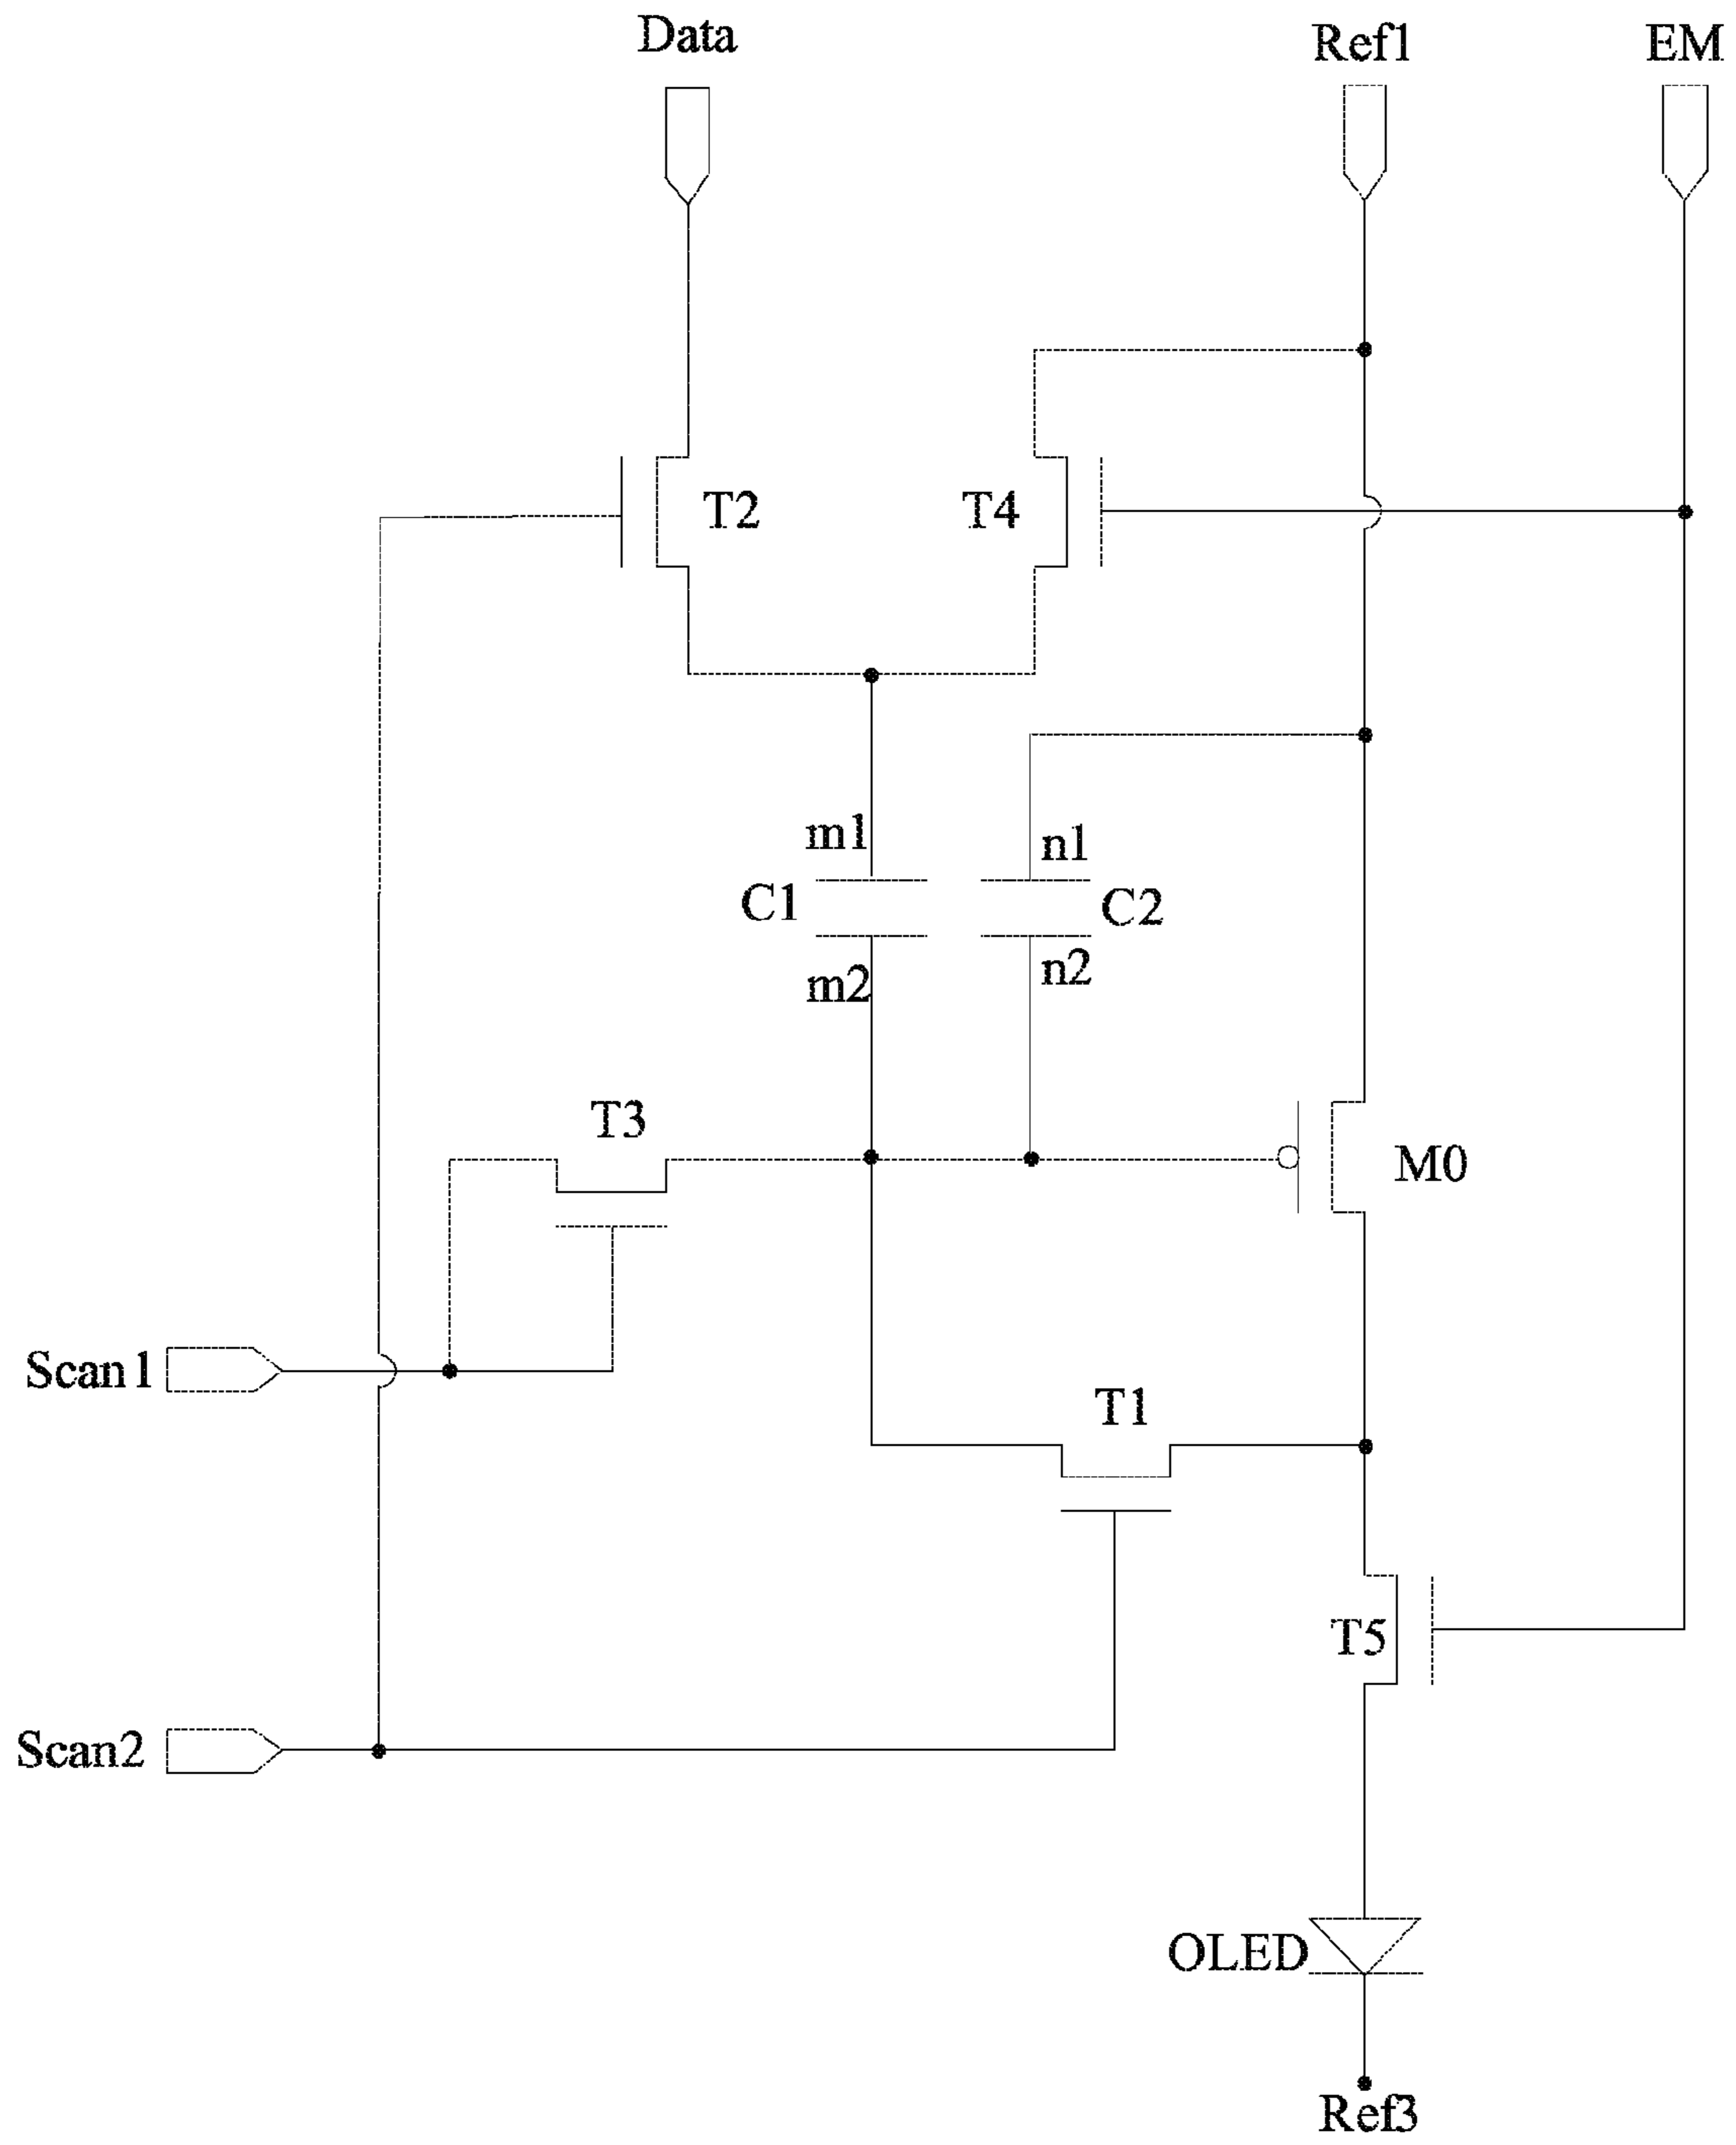 Data
Ref1
EM
T2
T4
m1
n1
C1
C2
m2
n2
T3
M0
Scan1
T1
T5
Scan2
OLED
Ref3